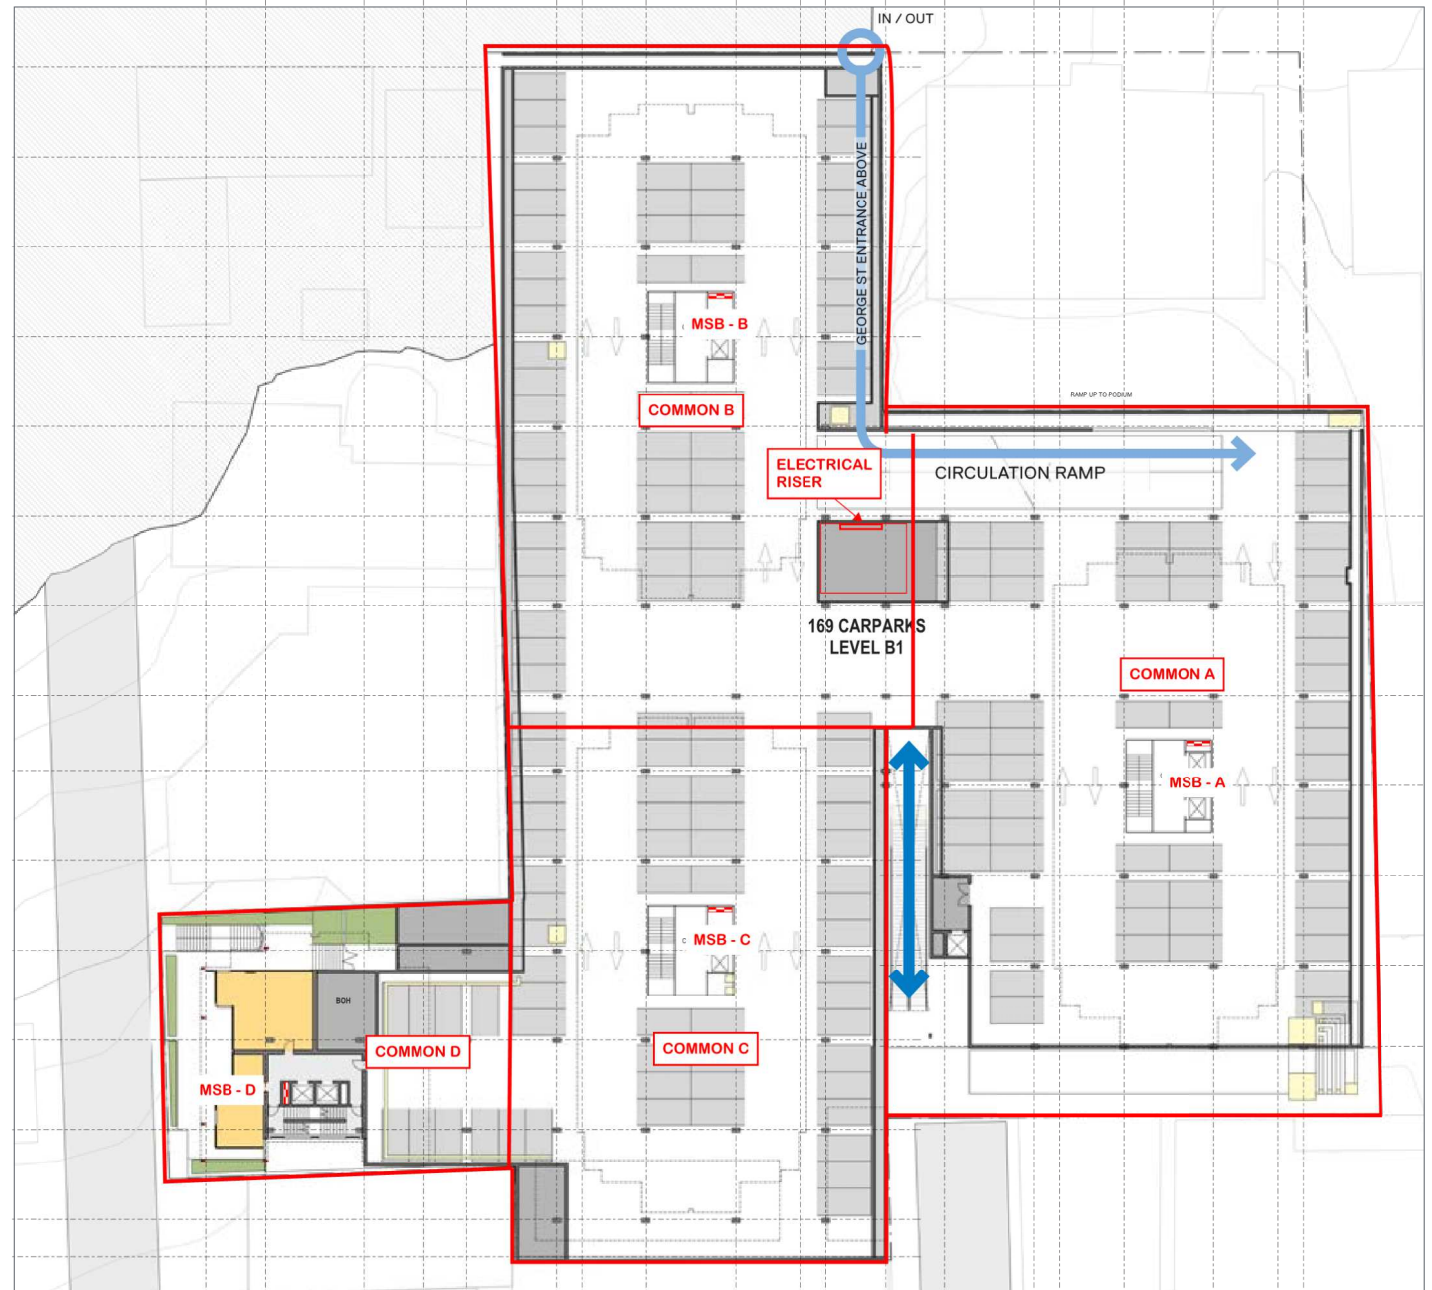 IN / OUT
GEORGE ST ENTRANCE ABOVE
MSB - B
RAMP UP TO PODIUM
COMMON B
ELECTRICAL
RISER
CIRCULATION RAMP
169 CARPARKS
LEVEL B1
COMMON A
MSB - A
MSB - C
BOH
COMMON D
COMMON C
MSB - D